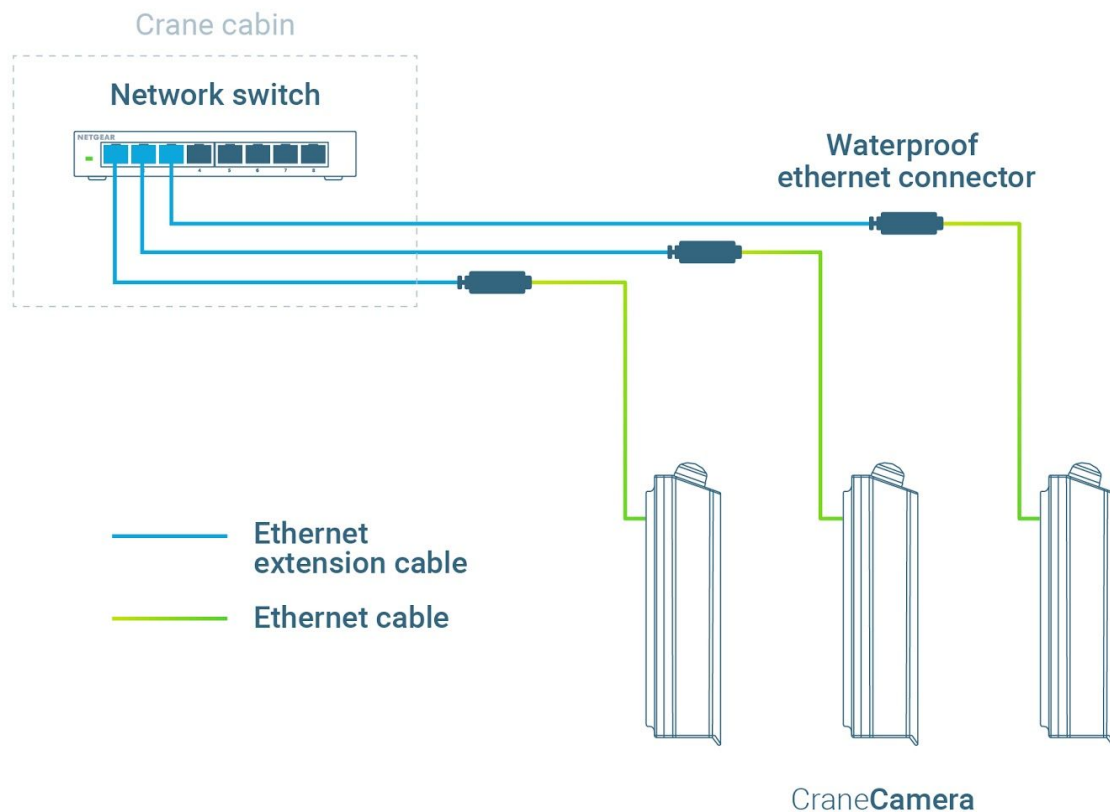 Crane cabin
Network switch
NETGEAR
4 5 6 7 8
Waterproof
ethernet connector
Ethernet
extension cable
Ethernet cable
CraneCamera